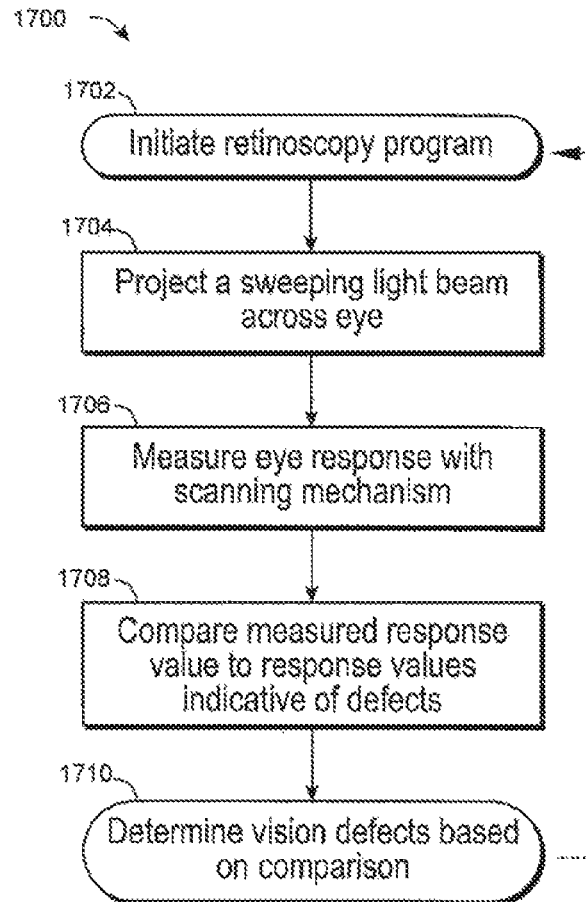 1700
1702
Initiate retinoscopy program
1704
Project a sweeping light beam
across eye
1706
Measure eye response with
scanning mechanism
1708
Compare measured response
value to response values
indicative of defects
1710
Determine vision defects based
on comparison